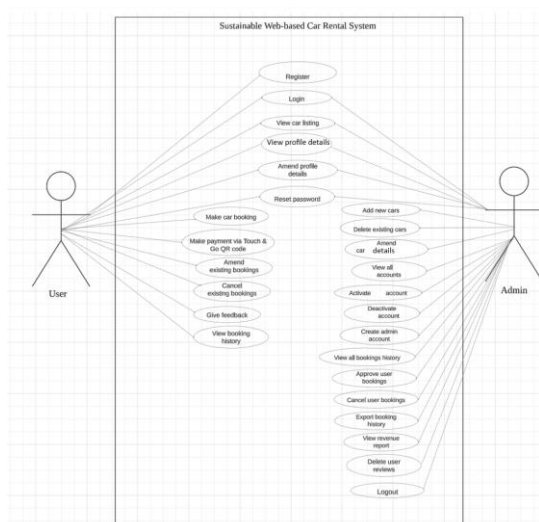 Sustainable Web-based Car Rental System
Register
Login
View car listing
View profile details
Amend profile
details
Reset password
Make car booking
Make payment via Touch &
Go QR code
Amend
existing bookings
Cancel
existing bookings
Give feedback
View booking
history
User
Add new cars
Delete existing cars
Amend
car details
View all
accounts
Activate account
Deactivate
account
Create admin
account
View all bookings history
Approve user
bookings
Cancel user bookings
Export booking
history
View revenue
report
Delete user
reviews
Logout
Admin